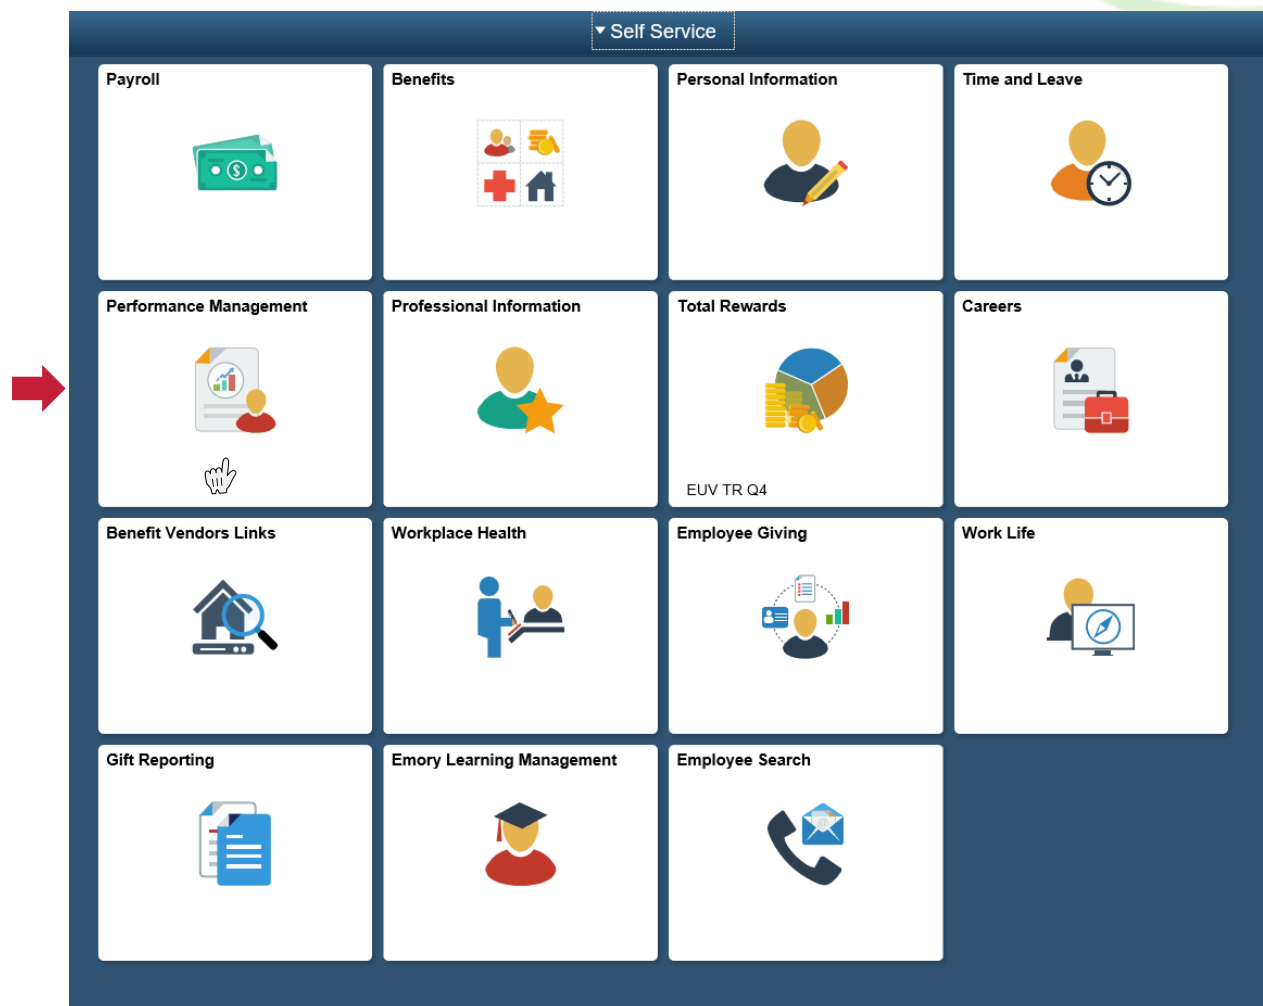 Self Service
Payroll
Benefits
Personal Information
Time and Leave
$
Performance Management
Professional Information
Total Rewards
Careers
EUV TR Q4
Benefit Vendors Links
Workplace Health
Employee Giving
Work Life
Gift Reporting
Emory Learning Management
Employee Search
@